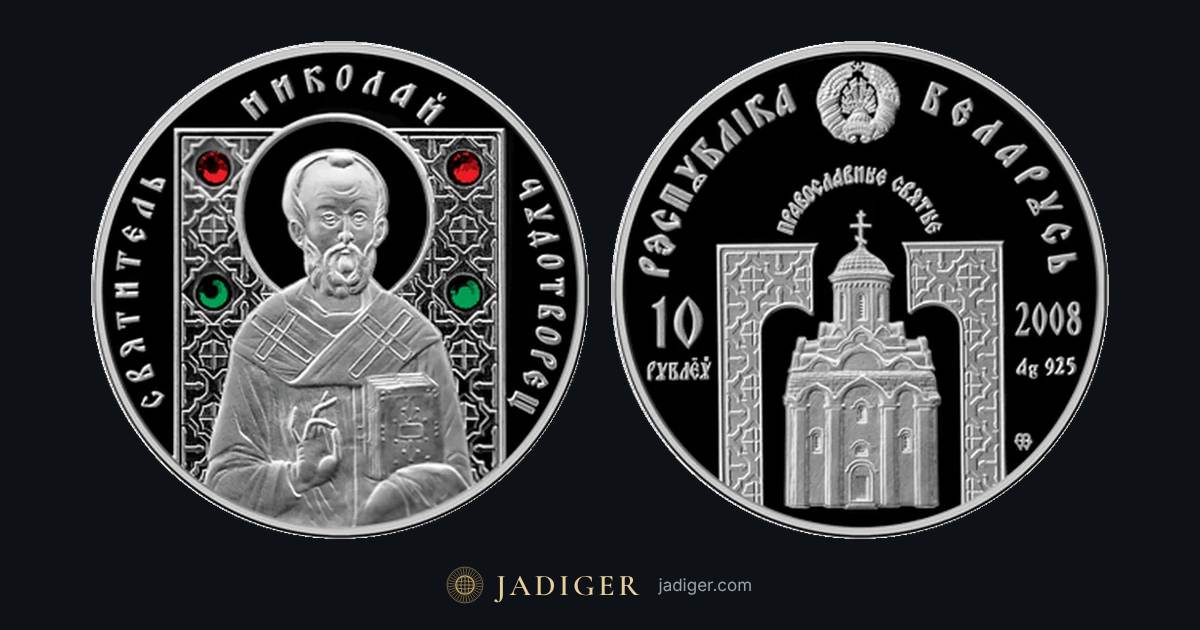 СВЯТИТЕЛЬ
НИКОЛАЙ
ЧУДОТВОРЕЦ
РЭСПУБЛІКА БЕЛАРУСЬ
ПРАВОСЛАВНЫЕ СВЯТЫЕ
10
РУБЛЁЎ
2008
Ag 925
JADIGER jadiger.com